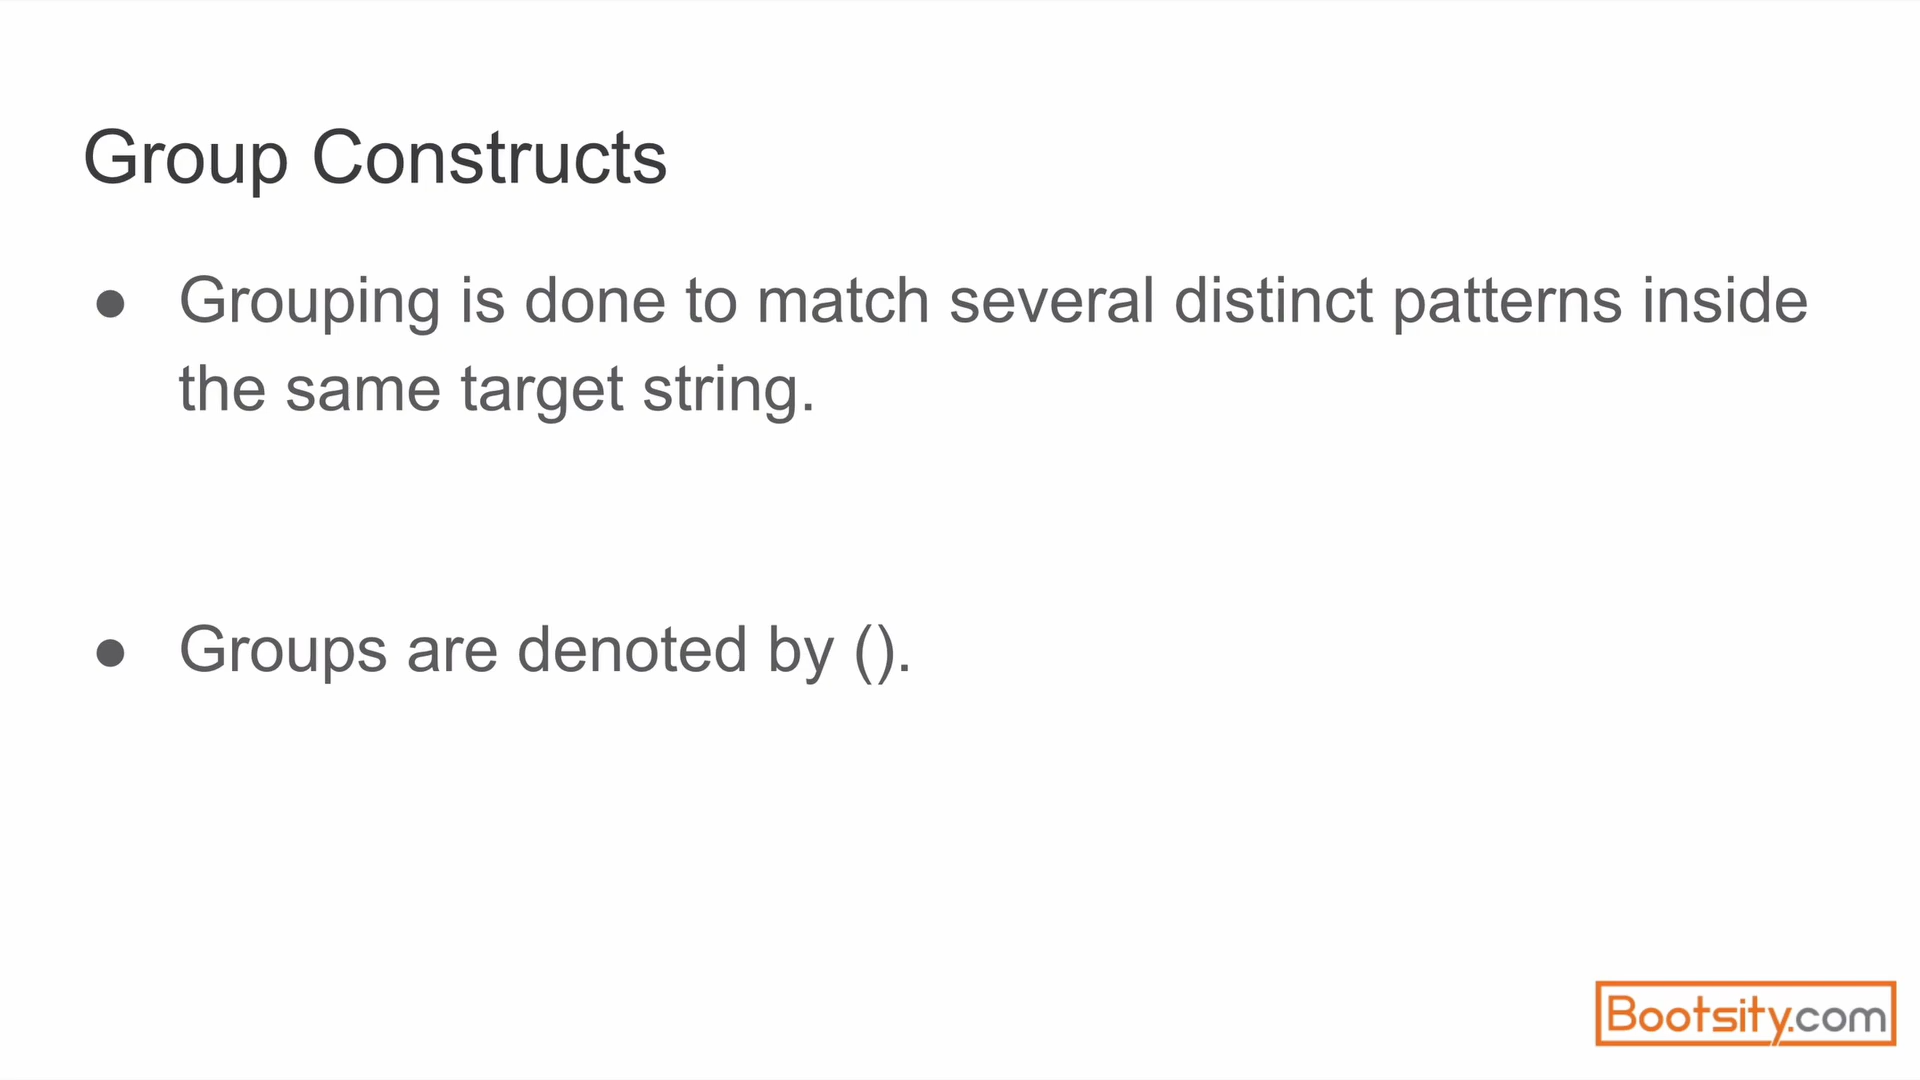 Group Constructs
● Grouping is done to match several distinct patterns inside
the same target string.
● Groups are denoted by ().
Bootsity.com